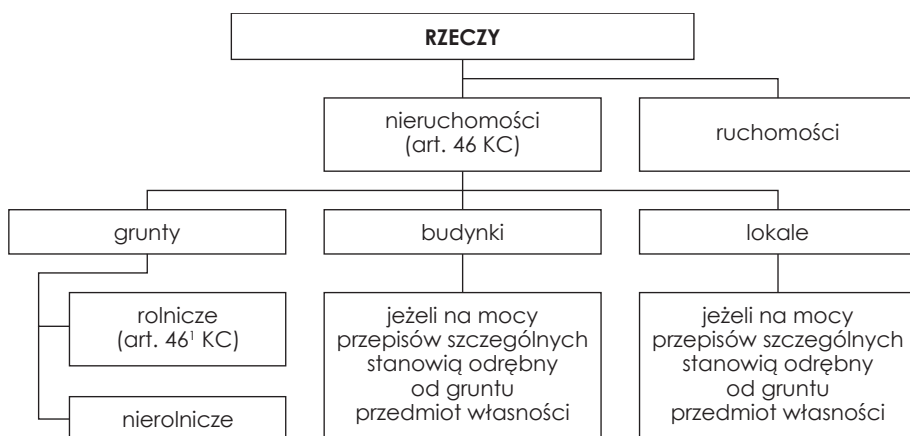 RZECZY
nieruchomości
(art. 46 KC)
ruchomości
grunty
budynki
lokale
rolnicze
(art. 46¹ KC)
nierolnicze
jeżeli na mocy
przepisów szczególnych
stanowią odrębny
od gruntu
przedmiot własności
jeżeli na mocy
przepisów szczególnych
stanowią odrębny
od gruntu
przedmiot własności